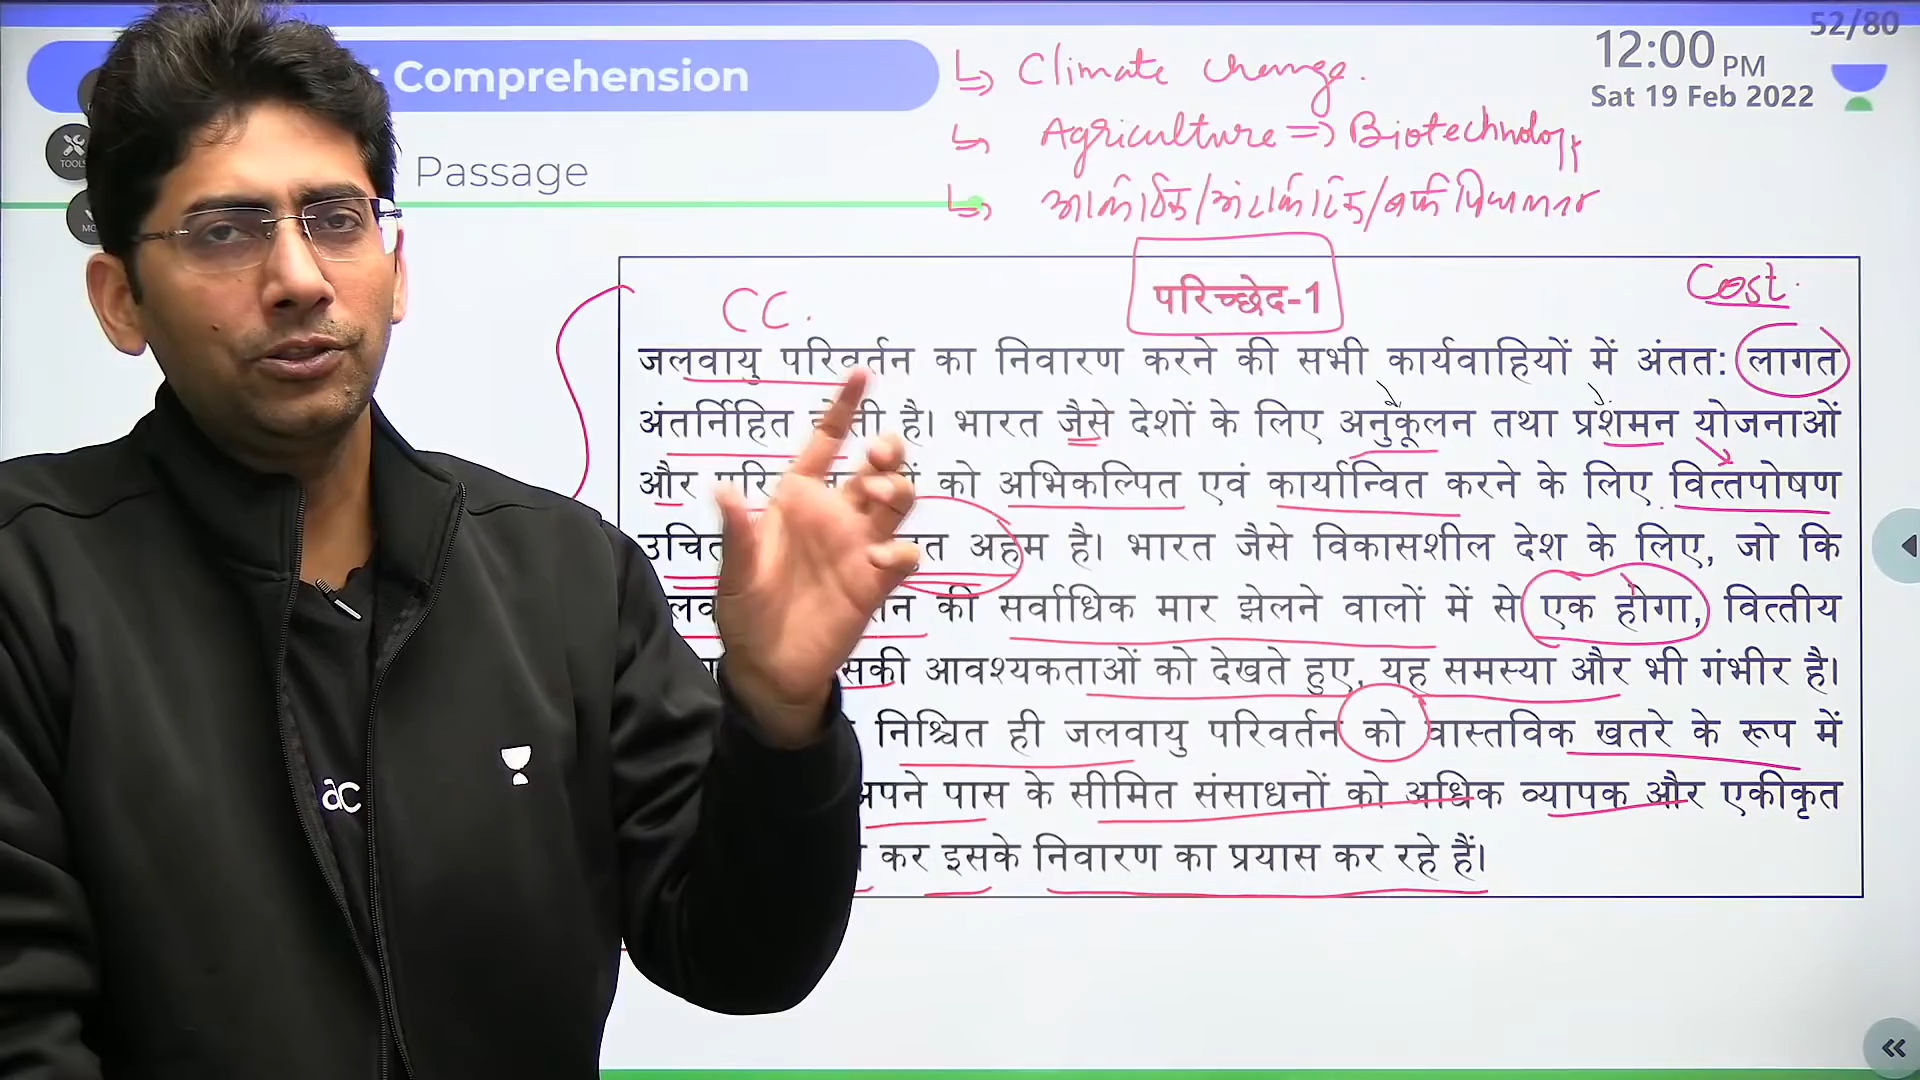 52/80
: Comprehension
Climate change.
12:00 PM
Sat 19 Feb 2022
Agriculture => Biotechnology
TOOLS
Passage
Cost.
CC.
परिच्छेद-1
जलवायु परिवर्तन का निवारण करने की सभी कार्यवाहियों में अंतत: लागत
अंतर्निहित होती है। भारत जैसे देशों के लिए अनुकूलन तथा प्रशमन योजनाओं
और को अभिकल्पित एवं कार्यान्वित करने के लिए वित्तपोषण
उचित अहम है। भारत जैसे विकासशील देश के लिए, जो कि
की सर्वाधिक मार झेलने वालों में से एक होगा, वित्तीय
आवश्यकताओं को देखते हुए, यह समस्या और भी गंभीर है।
निश्चित ही जलवायु परिवर्तन को वास्तविक खतरे के रूप में
अपने पास के सीमित संसाधनों को अधिक व्यापक और एकीकृत
कर इसके निवारण का प्रयास कर रहे हैं।
ac